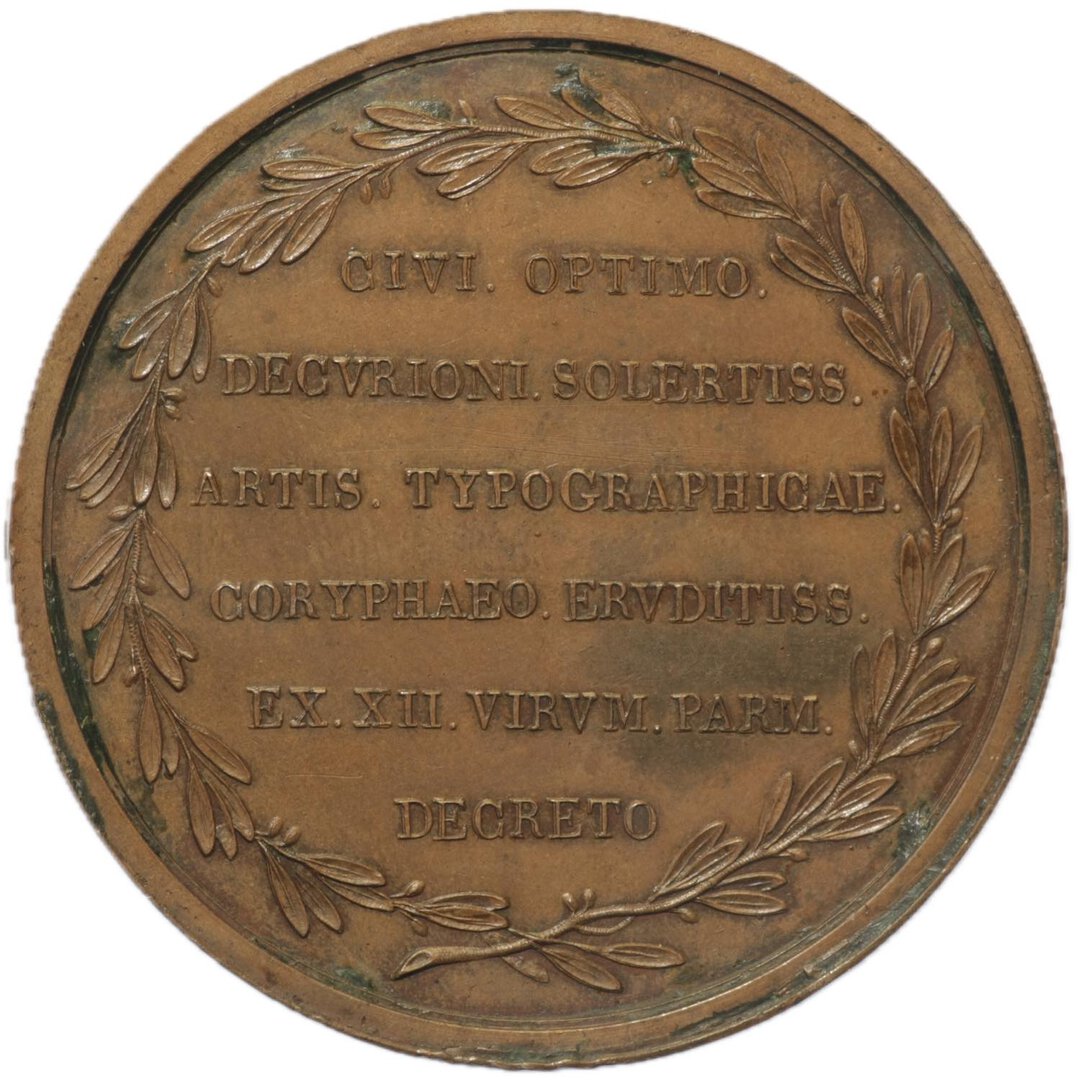 CIVI. OPTIMO.
DECVRIONI. SOLERTISS.
ARTIS. TYPOGRAPHICAE.
CORYPHAEO. ERVDITISS.
EX. XII. VIRVM. PARM.
DECRETO